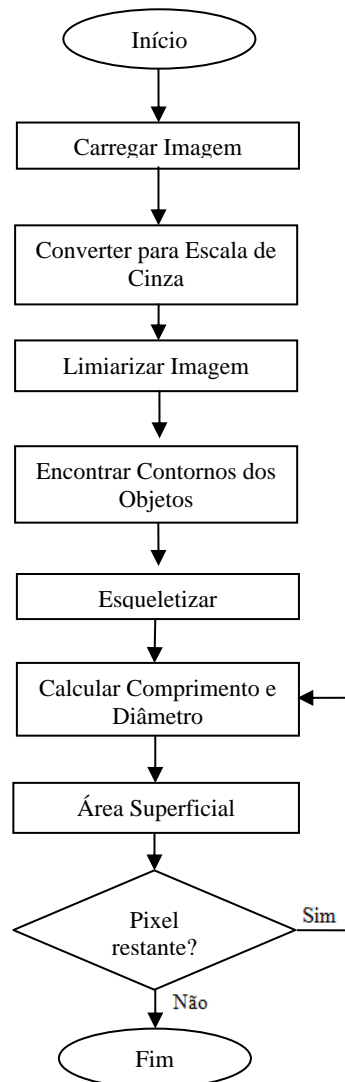 Início
Carregar Imagem
Converter para Escala de
Cinza
Limiarizar Imagem
Encontrar Contornos dos
Objetos
Esqueletizar
Calcular Comprimento e
Diâmetro
Área Superficial
Pixel
restante?
Sim
Não
Fim